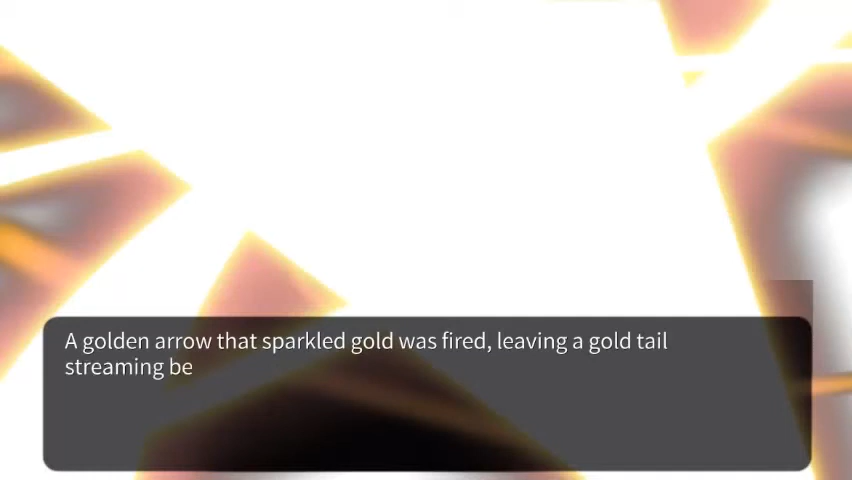 A golden arrow that sparkled gold was fired, leaving a gold tail
streaming be